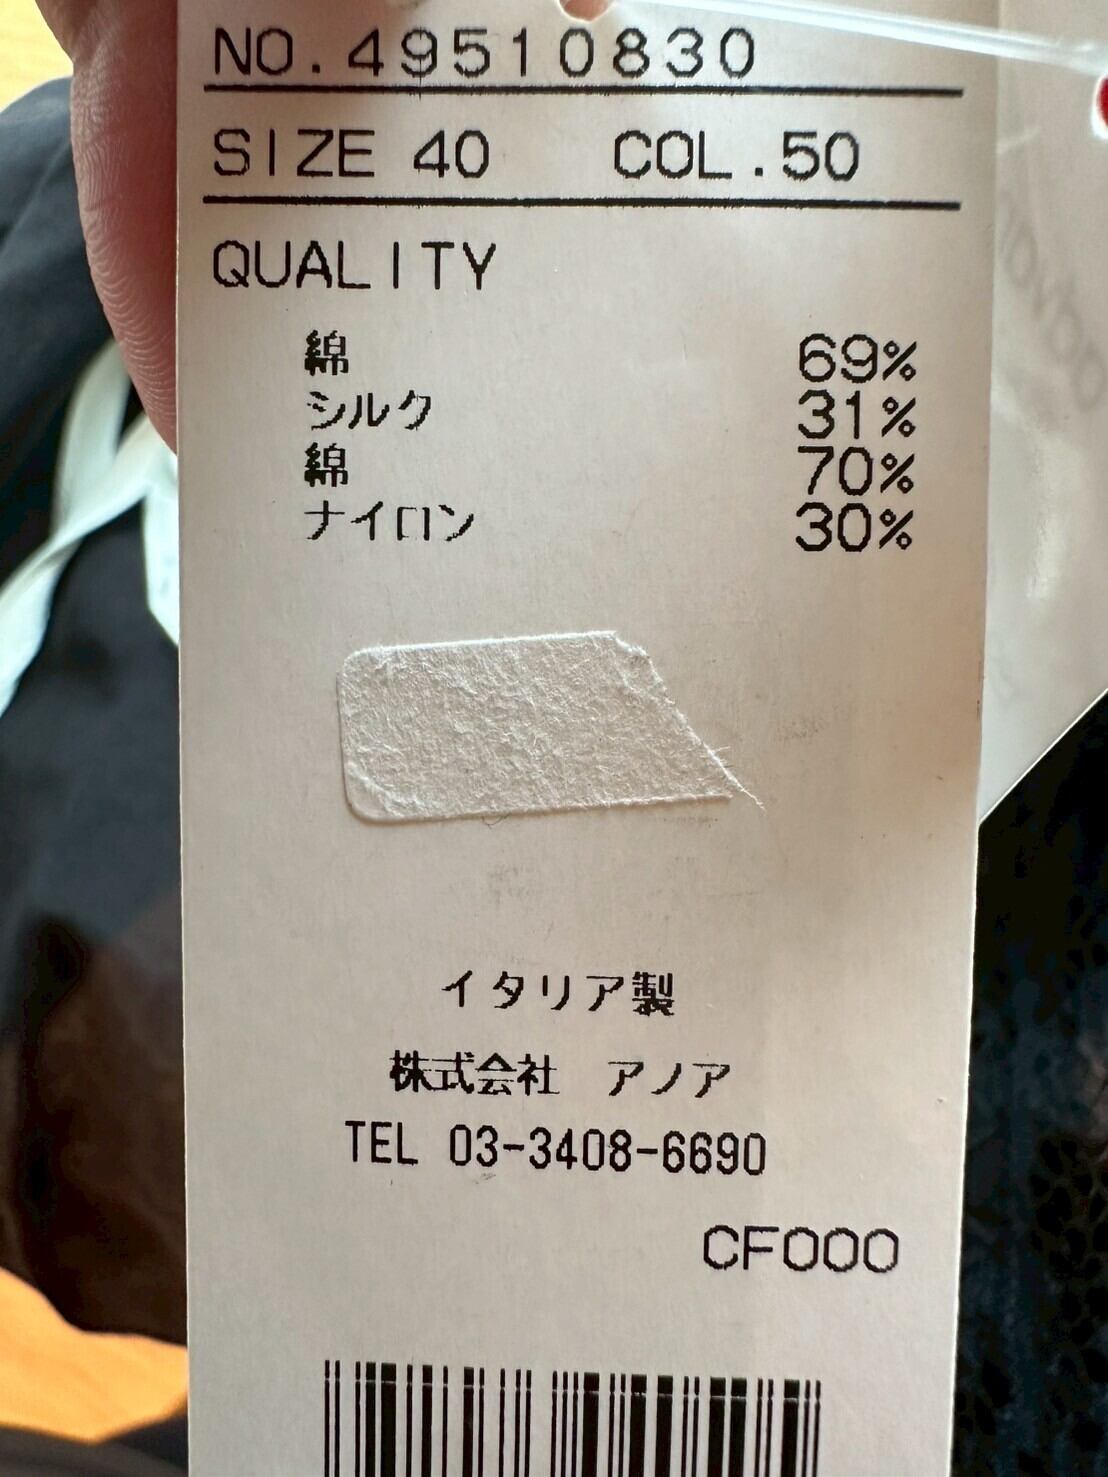 NO.49510830
SIZE 40 COL.50
QUALITY
綿 69%
シルク 31%
綿 70%
ナイロン 30%
イタリア製
株式会社 アノア
TEL 03-3408-6690
CF000